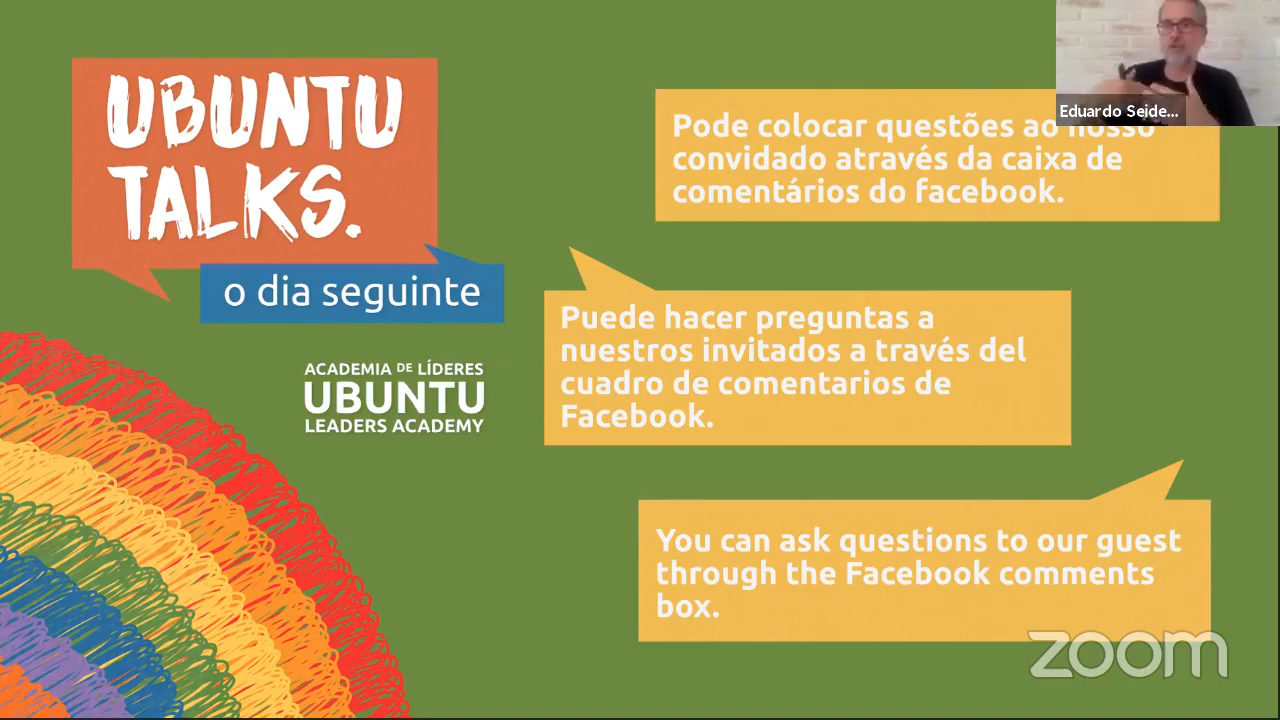 UBUNTU
TALKS.
o dia seguinte
ACADEMIA DE LÍDERES
UBUNTU
LEADERS ACADEMY
Eduardo Seide...
Pode colocar questões ao nosso
convidado através da caixa de
comentários do facebook.
Puede hacer preguntas a
nuestros invitados a través del
cuadro de comentarios de
Facebook.
You can ask questions to our guest
through the Facebook comments
box.
zoom